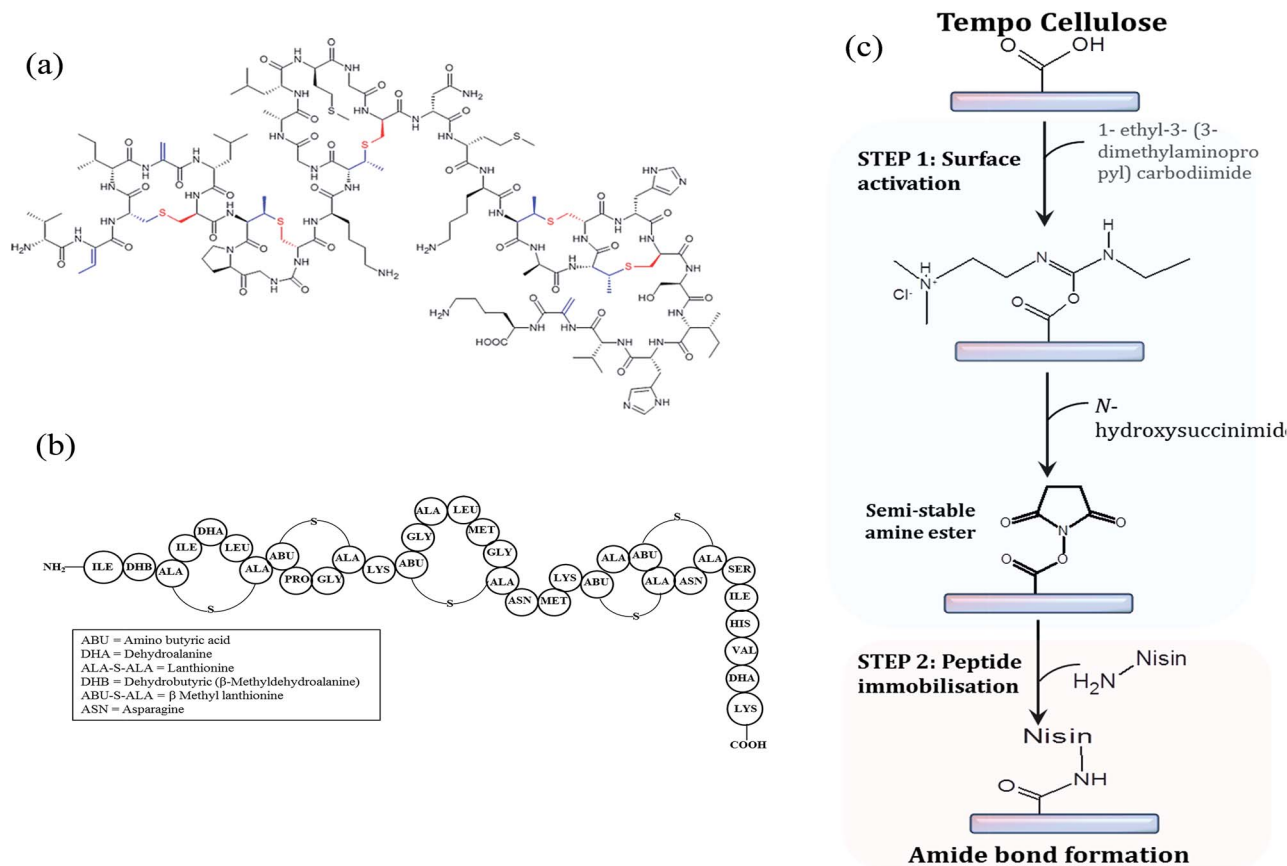 (a)
H₂N
COOH
HO
NH₂
(b)
NH₂
ILE
DHB
ALA
ILE
DHA
LEU
ALA
S
ABU
PRO
GLY
ALA
S
LYS
ABU
GLY
ALA
LEU
MET
GLY
ALA
S
ASN
MET
LYS
ABU
ALA
ABU
ALA
S
ASN
ALA
S
SER
ILE
HIS
VAL
DHA
LYS
COOH
ABU = Amino butyric acid
DHA = Dehydroalanine
ALA-S-ALA = Lanthionine
DHB = Dehydrobutyric (β-Methyldehydroalanine)
ABU-S-ALA = β Methyl lanthionine
ASN = Asparagine
(c)
Tempo Cellulose
O
OH
STEP 1: Surface
activation
1- ethyl-3- (3-
dimethylaminopro
pyl) carbodiimide
H
N⁺
Cl-
N
H
N
O
O
N-
hydroxysuccinimide
Semi-stable
amine ester
O
N
O
O
O
STEP 2: Peptide
immobilisation
Nisin
H₂N
Nisin
NH
O
Amide bond formation